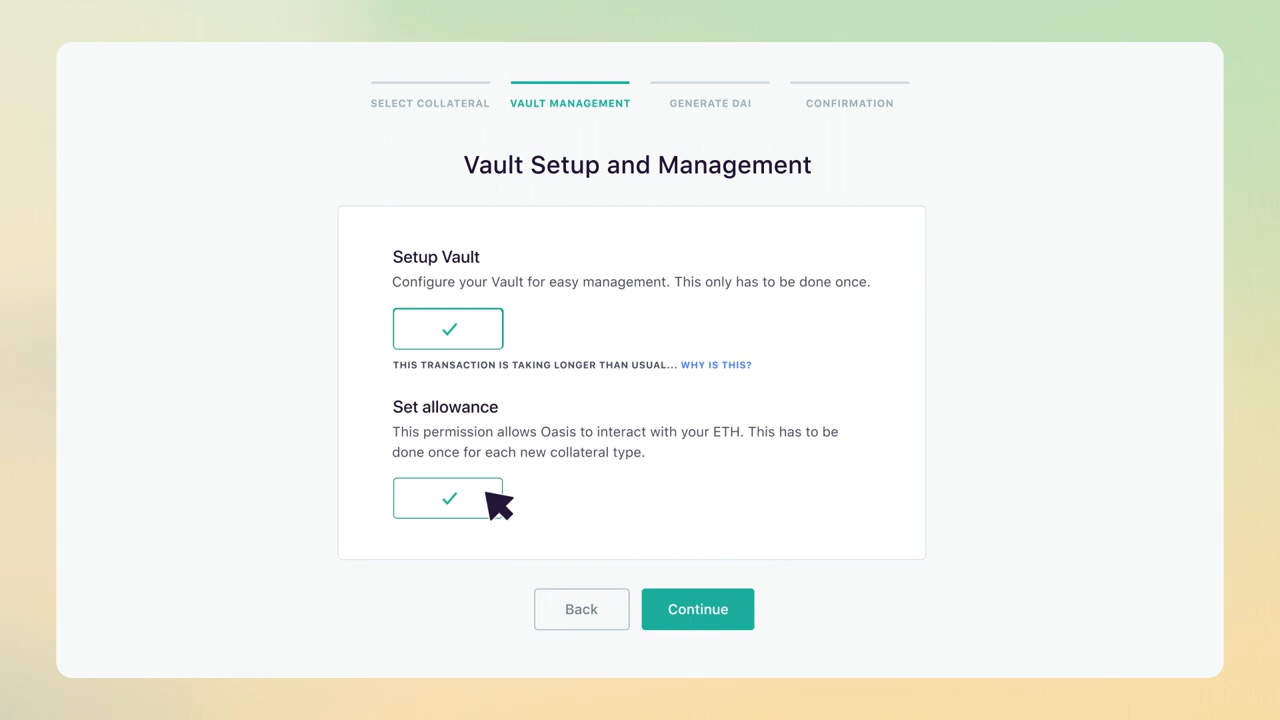 SELECT COLLATERAL
VAULT MANAGEMENT
GENERATE DAI
CONFIRMATION
Vault Setup and Management
Setup Vault
Configure your Vault for easy management. This only has to be done once.
THIS TRANSACTION IS TAKING LONGER THAN USUAL... WHY IS THIS?
Set allowance
This permission allows Oasis to interact with your ETH. This has to be
done once for each new collateral type.
Back
Continue